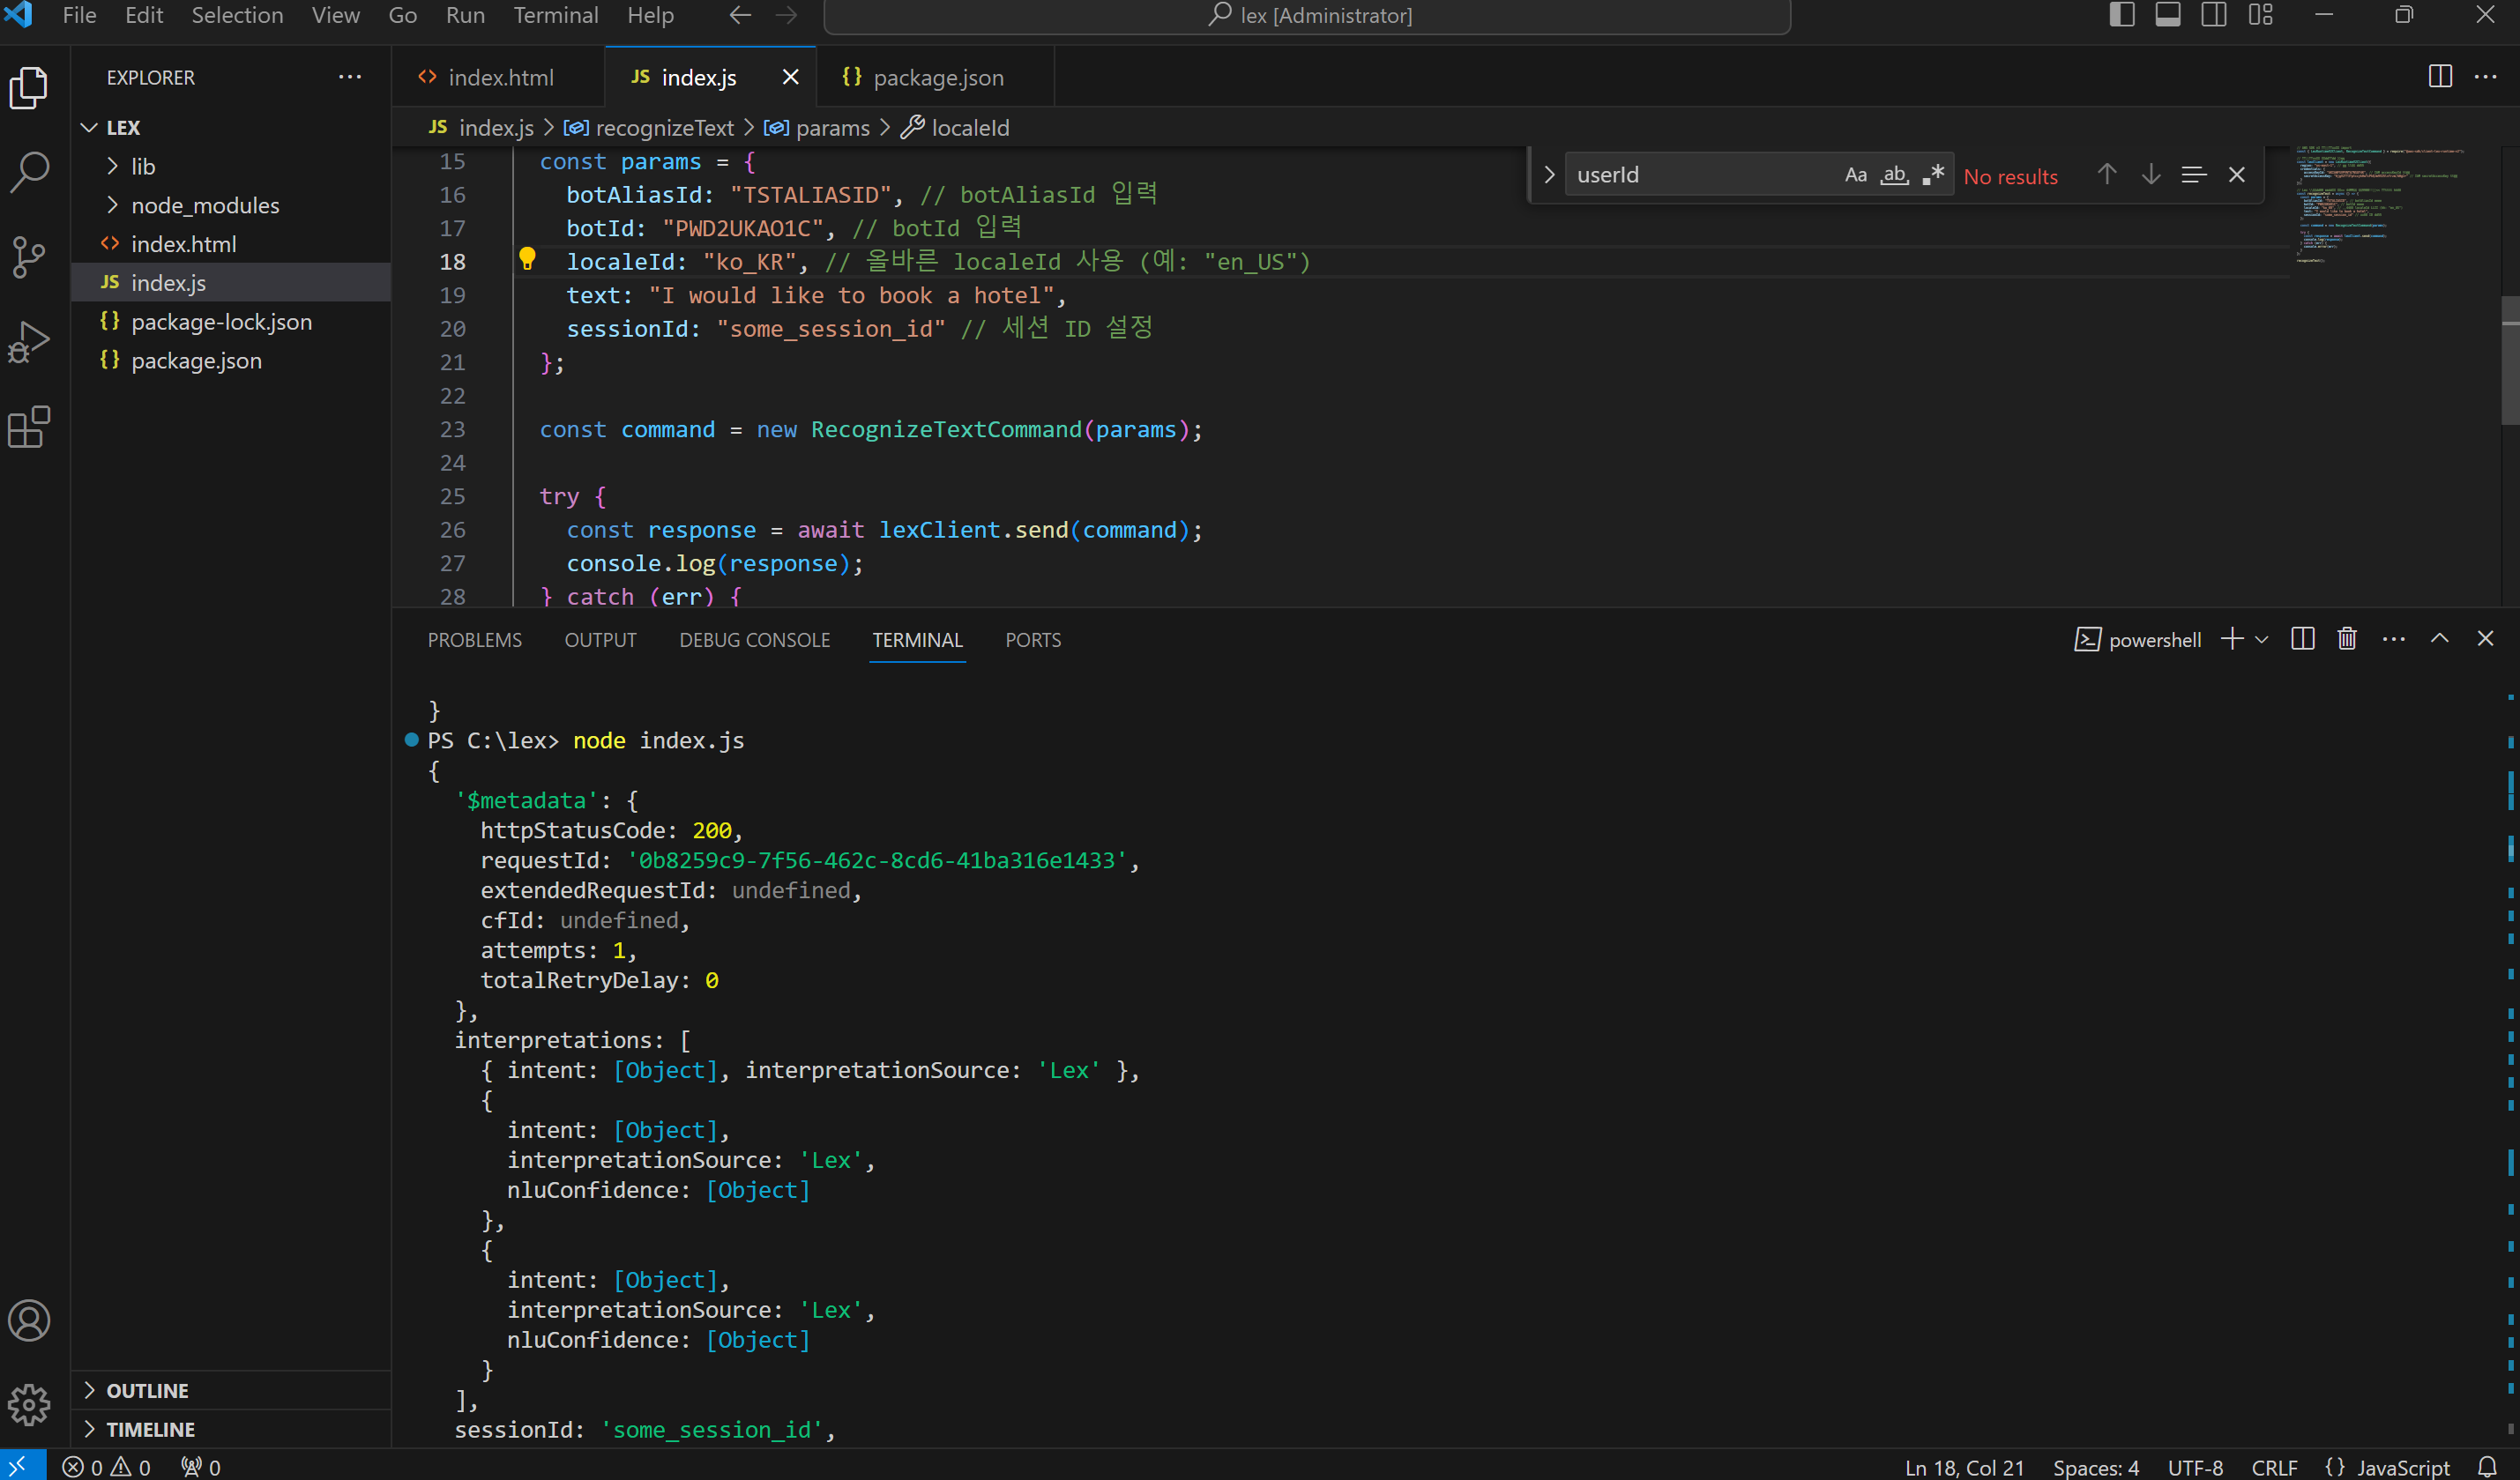 File Edit Selection View Go Run Terminal Help
lex [Administrator]
EXPLORER
LEX
lib
node_modules
index.html
JS index.js
{} package-lock.json
{} package.json
OUTLINE
TIMELINE
index.html
JS index.js
{} package.json
JS index.js > recognizeText > params > localeId
userId Aa ab No results
15 const params = {
16 botAliasId: "TSTALIASID", // botAliasId 입력
17 botId: "PWD2UKAO1C", // botId 입력
18 localeId: "ko_KR", // 올바른 localeId 사용 (예: "en_US")
19 text: "I would like to book a hotel",
20 sessionId: "some_session_id" // 세션 ID 설정
21 };
22
23 const command = new RecognizeTextCommand(params);
24
25 try {
26 const response = await lexClient.send(command);
27 console.log(response);
28 } catch (err) {
PROBLEMS OUTPUT DEBUG CONSOLE TERMINAL PORTS
powershell
}
PS C:\lex> node index.js
{
'$metadata': {
httpStatusCode: 200,
requestId: '0b8259c9-7f56-462c-8cd6-41ba316e1433',
extendedRequestId: undefined,
cfId: undefined,
attempts: 1,
totalRetryDelay: 0
},
interpretations: [
{ intent: [Object], interpretationSource: 'Lex' },
{
intent: [Object],
interpretationSource: 'Lex',
nluConfidence: [Object]
},
{
intent: [Object],
interpretationSource: 'Lex',
nluConfidence: [Object]
}
],
sessionId: 'some_session_id',
0 0 0
Ln 18, Col 21 Spaces: 4 UTF-8 CRLF {} JavaScript